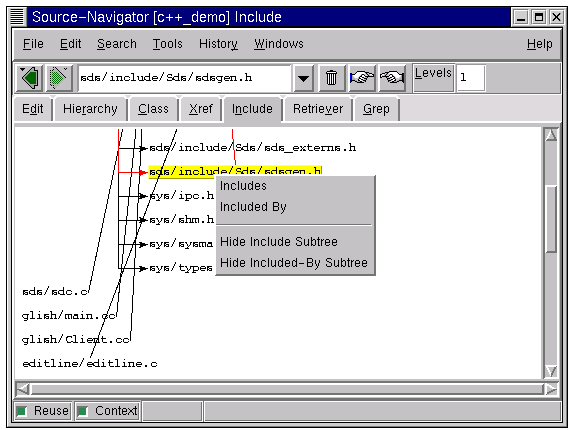 Source-Navigator [c++_demo] Include
File Edit Search Tools History Windows Help
sds/include/Sds/sdsgen.h Levels 1
Edit Hierarchy Class Xref Include Retriever Grep
sds/include/Sds/sds_externs.h
sds/include/Sds/sdsgen.h
Includes
sys/ipc.h
Included By
sys/shm.h
sys/sysma
Hide Include Subtree
sys/types
Hide Included-By Subtree
sds/sdc.c
glish/main.cc
glish/Client.cc
editline/editline.c
Reuse Context